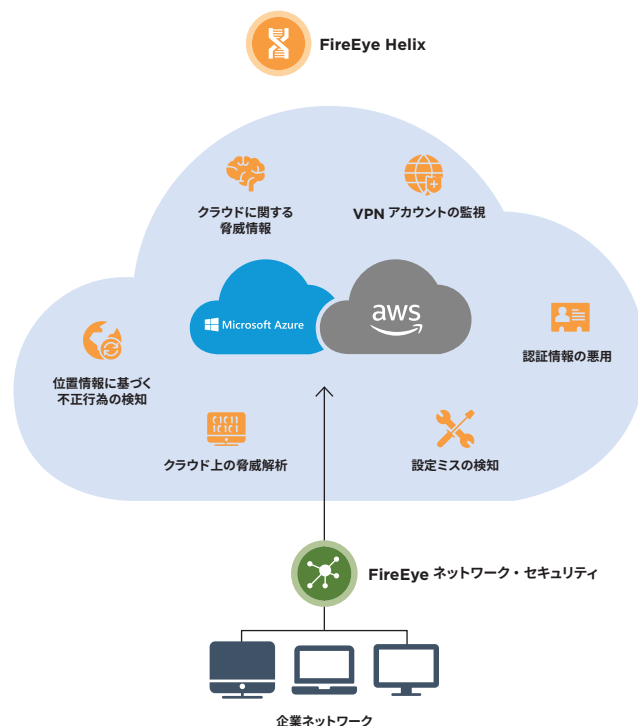 FireEye Helix
クラウドに関する
脅威情報
VPN アカウントの監視
Microsoft Azure
aws
認証情報の悪用
位置情報に基づく
不正行為の検知
C1C11
1C1C1
クラウド上の脅威解析
設定ミスの検知
FireEye ネットワーク・セキュリティ
企業ネットワーク